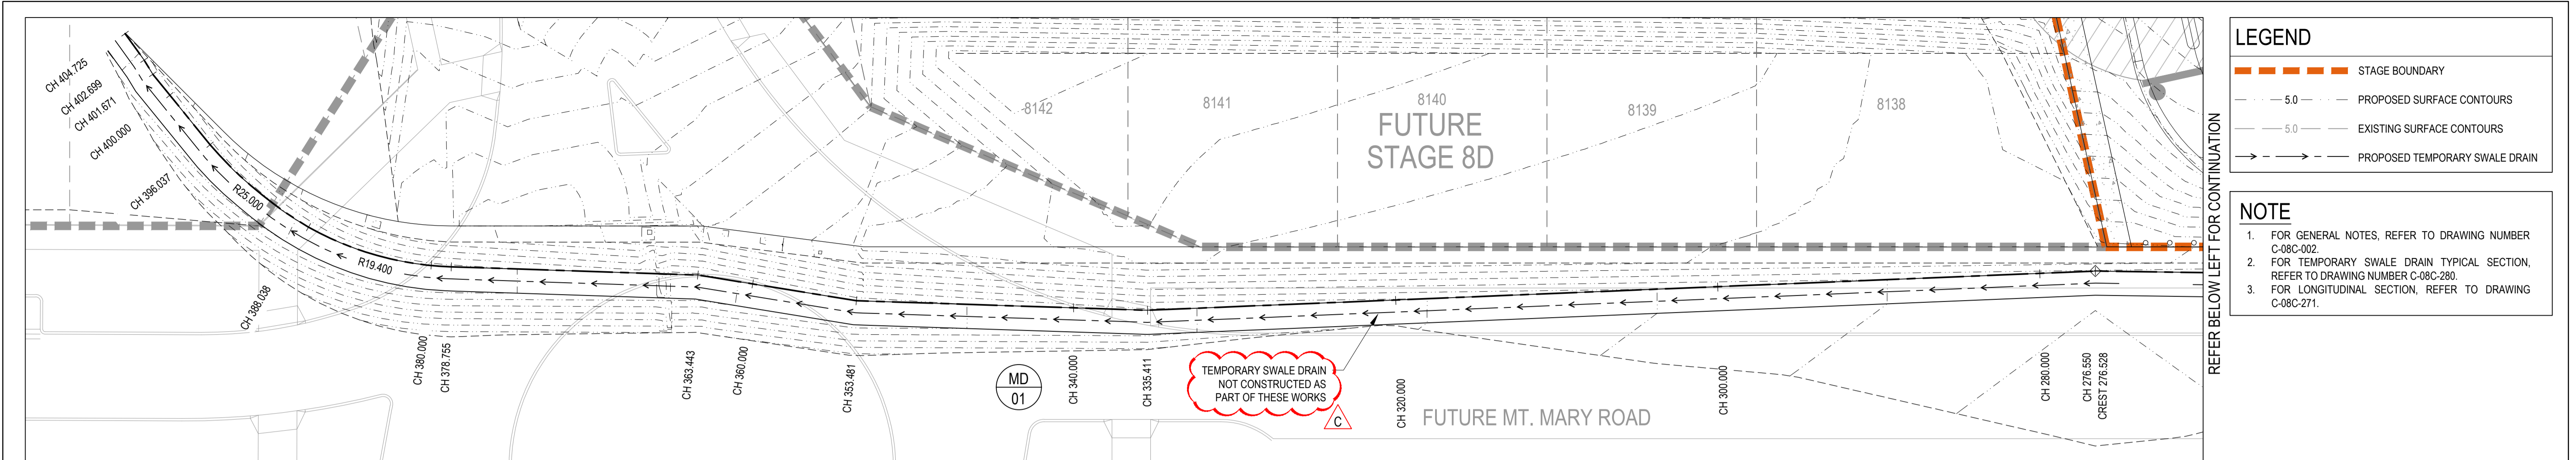 CH 404.725
CH 402.699
CH 401.671
CH 400.000
CH 396.037
R25.000
R19.400
CH 388.038
CH 380.000
CH 378.755
CH 363.443
CH 360.000
CH 353.481
MD
01
CH 340.000
CH 335.411
TEMPORARY SWALE DRAIN
NOT CONSTRUCTED AS
PART OF THESE WORKS
C
CH 320.000
FUTURE MT. MARY ROAD
CH 300.000
CH 280.000
CH 276.550
CREST 276.528
8142
8141
8140
8139
8138
FUTURE
STAGE 8D
REFER BELOW LEFT FOR CONTINUATION
LEGEND
STAGE BOUNDARY
5.0
PROPOSED SURFACE CONTOURS
5.0
EXISTING SURFACE CONTOURS
PROPOSED TEMPORARY SWALE DRAIN
NOTE
1. FOR GENERAL NOTES, REFER TO DRAWING NUMBER
C-08C-002.
2. FOR TEMPORARY SWALE DRAIN TYPICAL SECTION,
REFER TO DRAWING NUMBER C-08C-280.
3. FOR LONGITUDINAL SECTION, REFER TO DRAWING
C-08C-271.